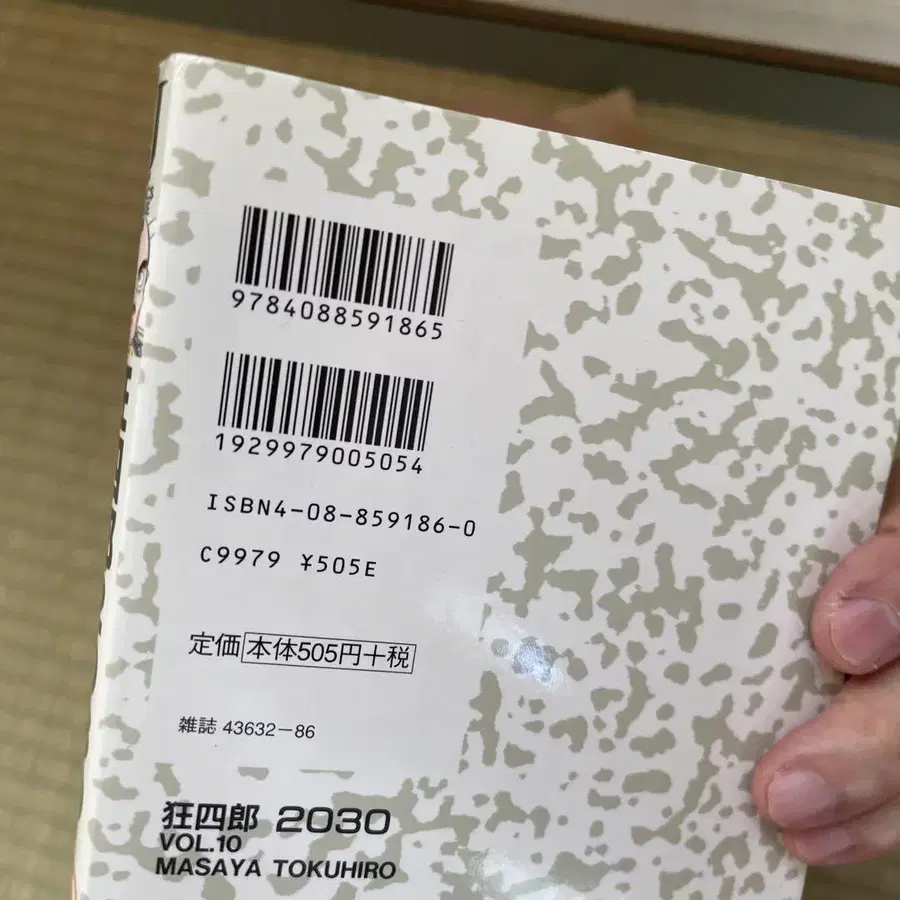 9784088591865
1929979005054
ISBN4-08-859186-0
C9979 ¥505E
定価 本体505円+税
雑誌 43632-86
狂四郎 2030
VOL.10
MASAYA TOKUHIRO